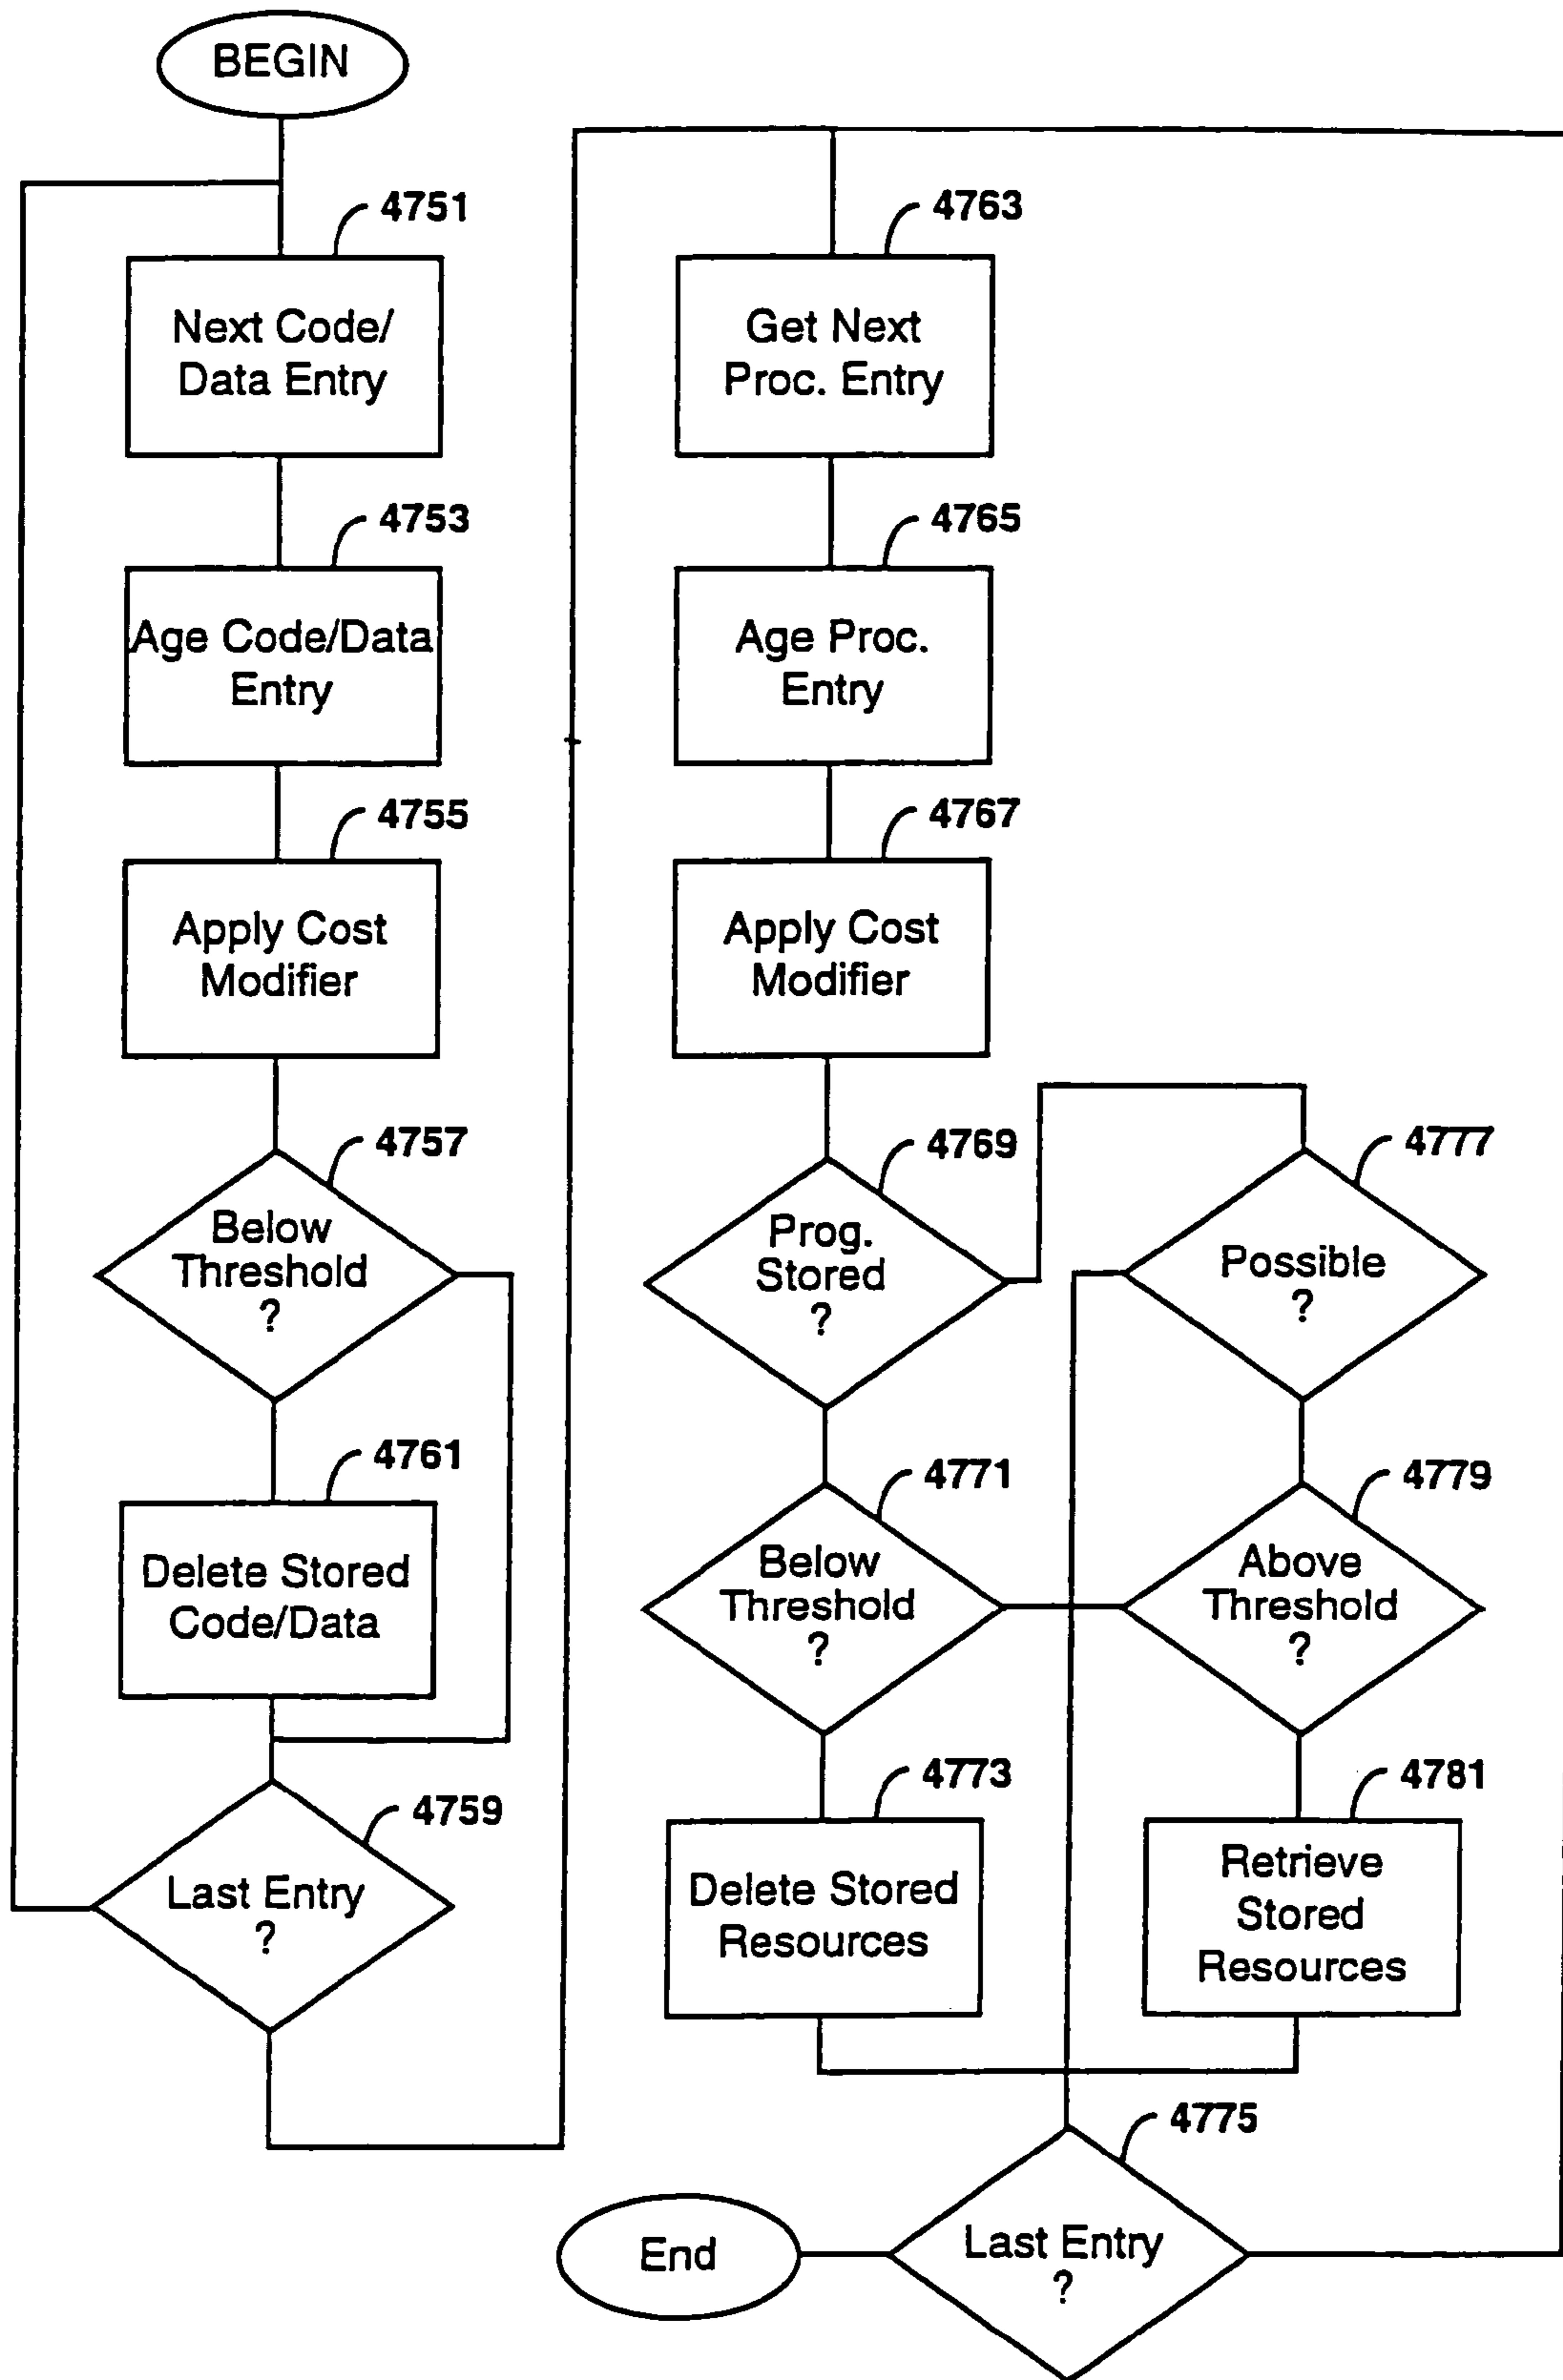 BEGIN
4751
Next Code/
Data Entry
4753
Age Code/Data
Entry
4755
Apply Cost
Modifier
4757
Below
Threshold
?
4761
Delete Stored
Code/Data
4759
Last Entry
?
4763
Get Next
Proc. Entry
4765
Age Proc.
Entry
4767
Apply Cost
Modifier
4769
Prog.
Stored
?
4771
Below
Threshold
?
4773
Delete Stored
Resources
4777
Possible
?
4779
Above
Threshold
?
4781
Retrieve
Stored
Resources
4775
Last Entry
?
End